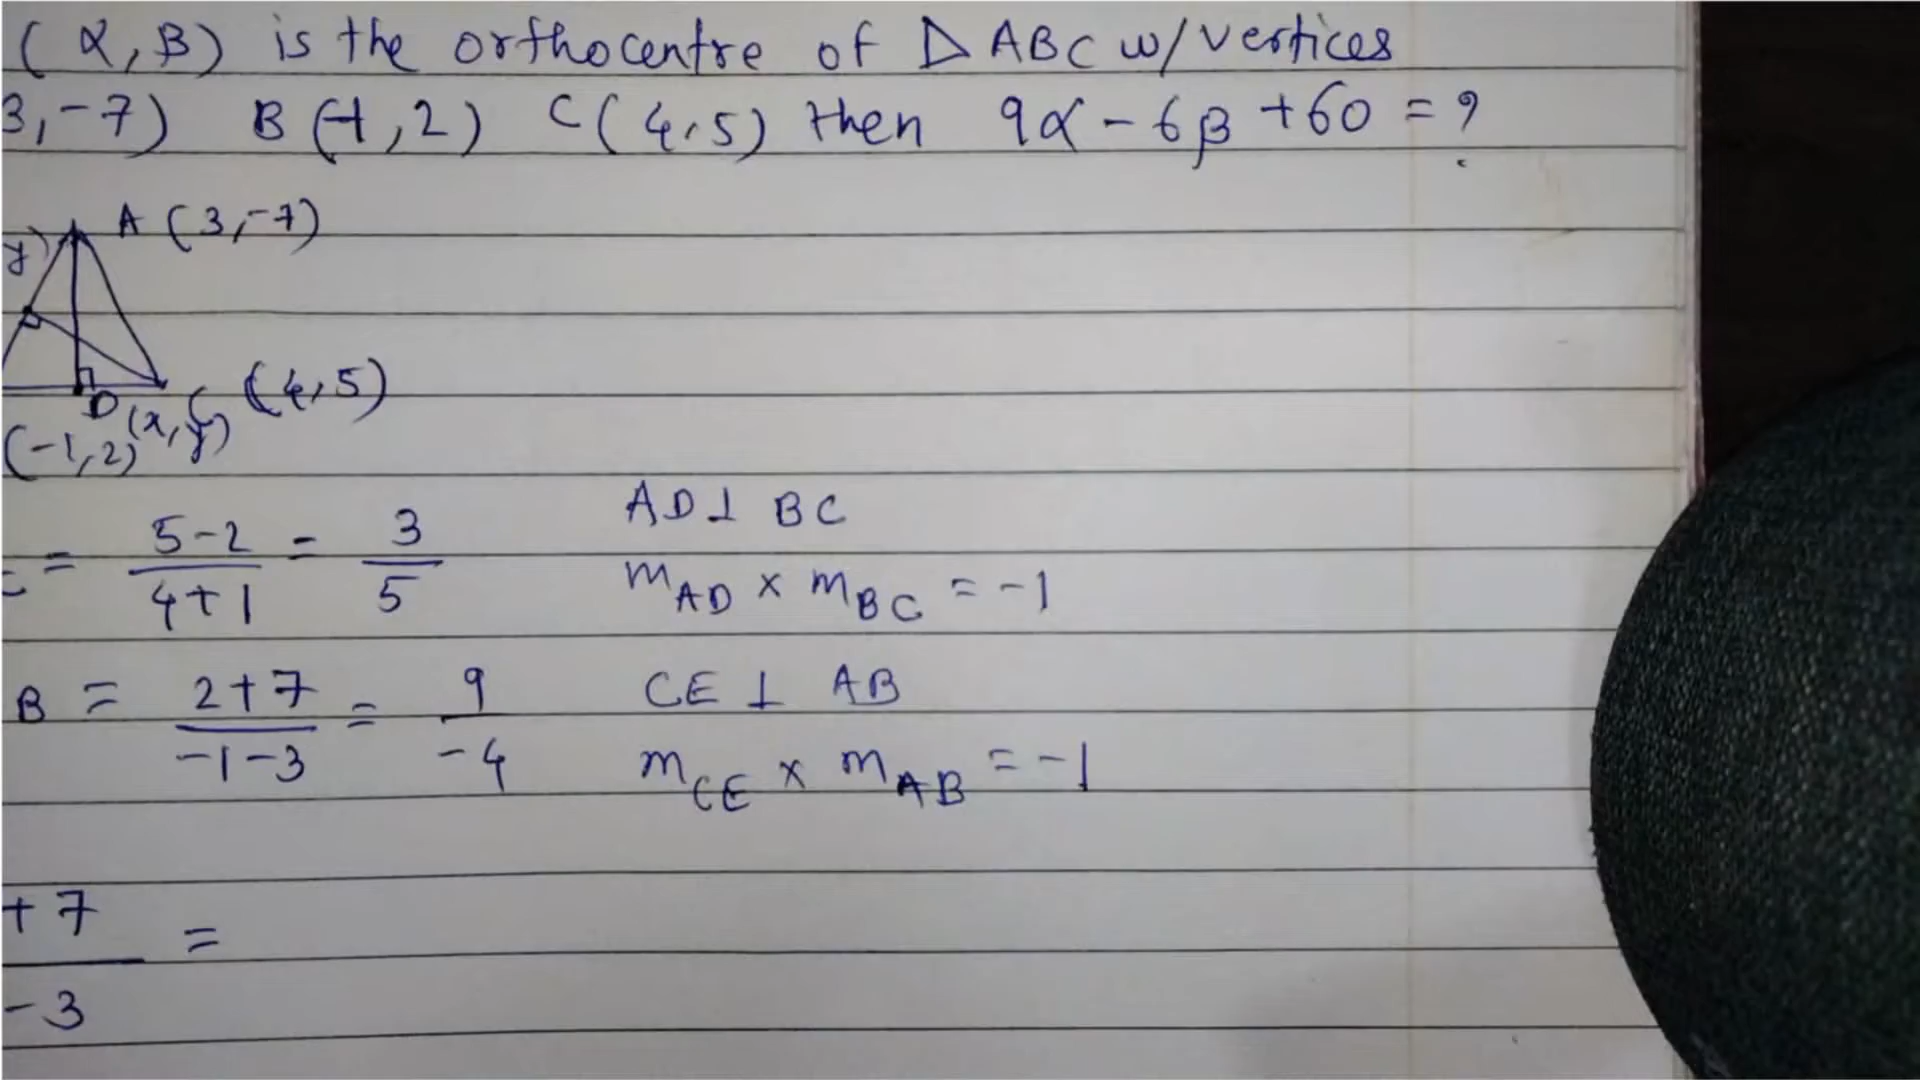 (α, β) is the orthocentre of △ABC w/ vertices
3, -7) B(-1, 2) C(4, 5) then 9α - 6β + 60 = ?
A (3, -7)
y)
C (4, 5)
D (x, y)
(-1, 2)
= 5-2/4+1 = 3/5
AD ⊥ BC
m_AD × m_BC = -1
B = 2+7/-1-3 = 9/-4
CE ⊥ AB
m_CE × m_AB = -1
+7/-3 =